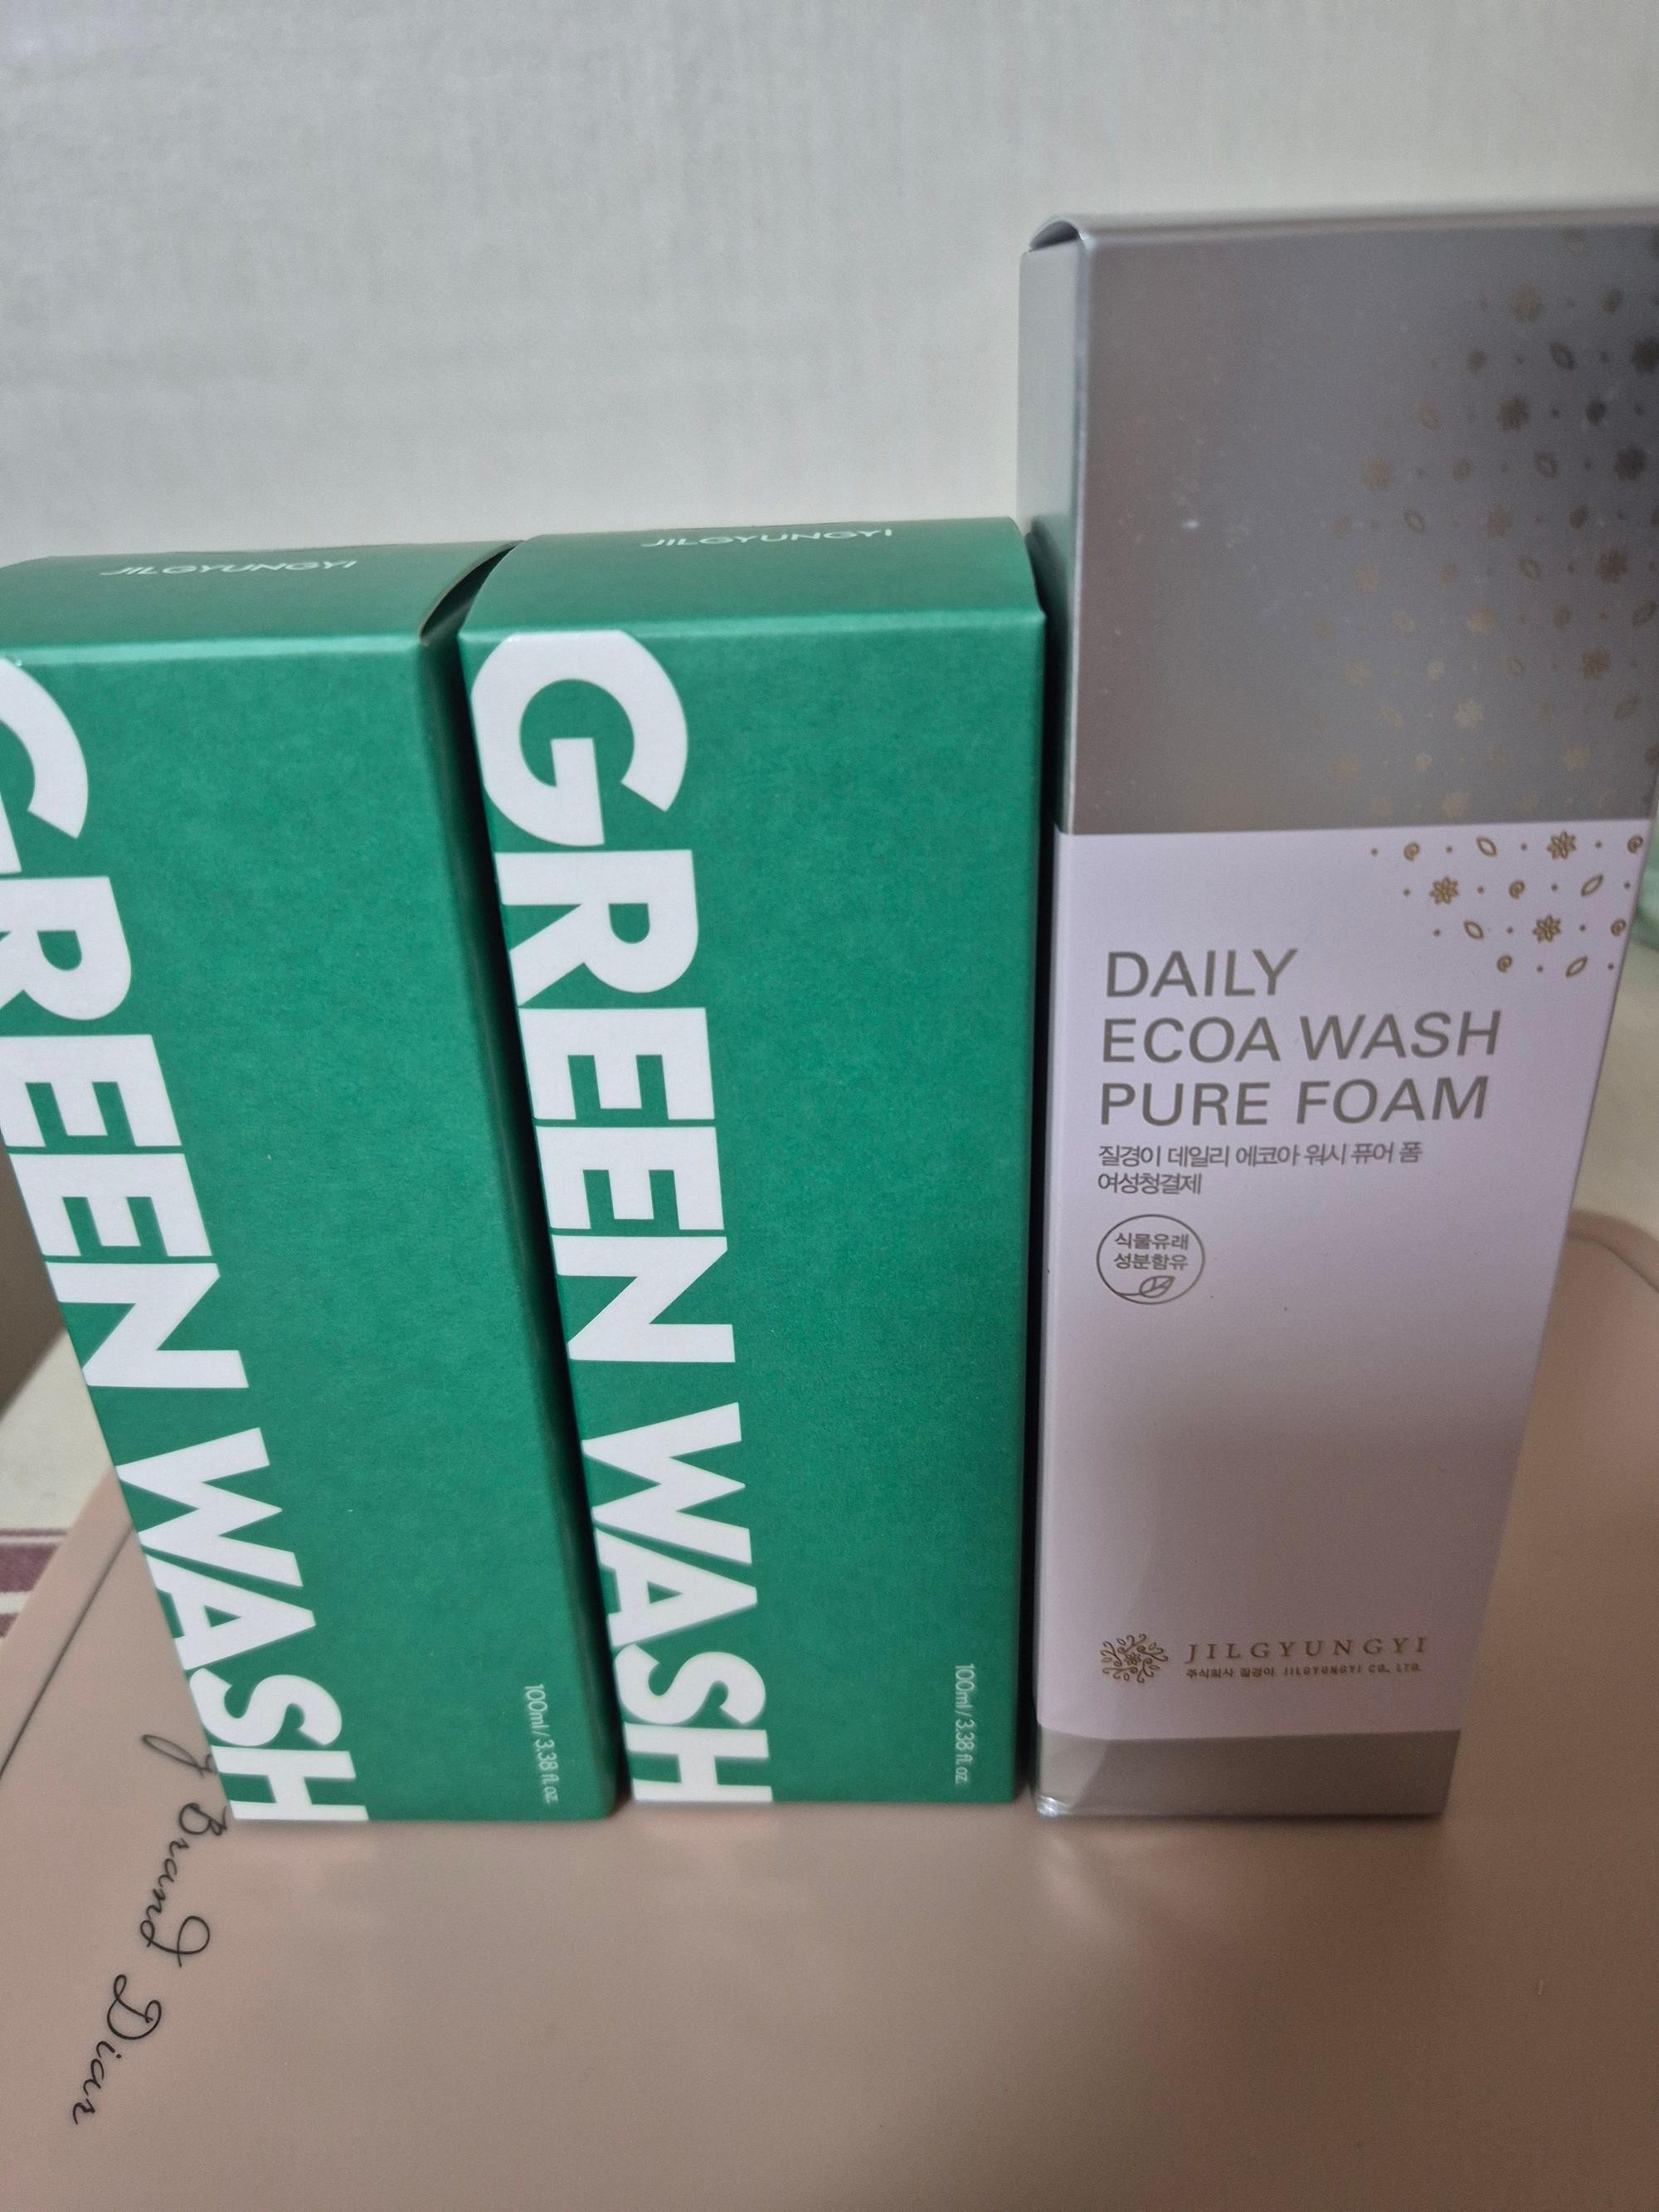 JILGYUNGYI
GREEN WASH
100ml / 3.38 fl.oz.
JILGYUNGYI
GREEN WASH
100ml / 3.38 fl.oz.
DAILY
ECOA WASH
PURE FOAM
질경이 데일리 에코아 워시 퓨어 폼
여성청결제
식물유래
성분함유
JILGYUNGYI
주식회사 질경이 JILGYUNGYI CO., LTD.
Brand Diar